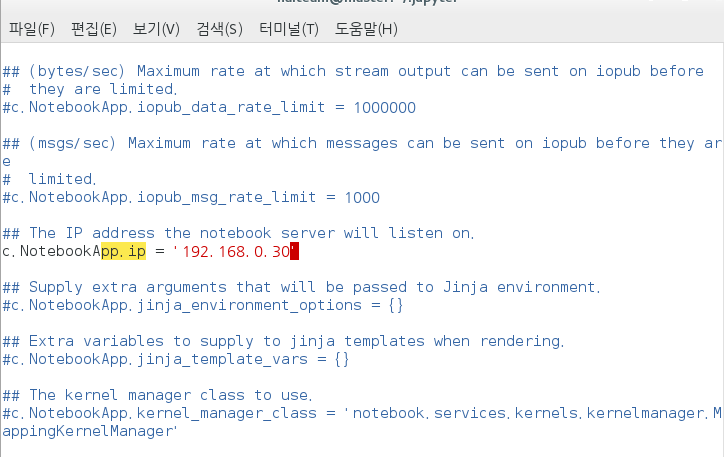 파일(F) 편집(E) 보기(V) 검색(S) 터미널(T) 도움말(H)
## (bytes/sec) Maximum rate at which stream output can be sent on iopub before
#  they are limited.
#c.NotebookApp.iopub_data_rate_limit = 1000000
## (msgs/sec) Maximum rate at which messages can be sent on iopub before they ar
e
#  limited.
#c.NotebookApp.iopub_msg_rate_limit = 1000
## The IP address the notebook server will listen on.
c.NotebookApp.ip = '192.168.0.30'
## Supply extra arguments that will be passed to Jinja environment.
#c.NotebookApp.jinja_environment_options = {}
## Extra variables to supply to jinja templates when rendering.
#c.NotebookApp.jinja_template_vars = {}
## The kernel manager class to use.
#c.NotebookApp.kernel_manager_class = 'notebook.services.kernels.kernelmanager.M
appingKernelManager'